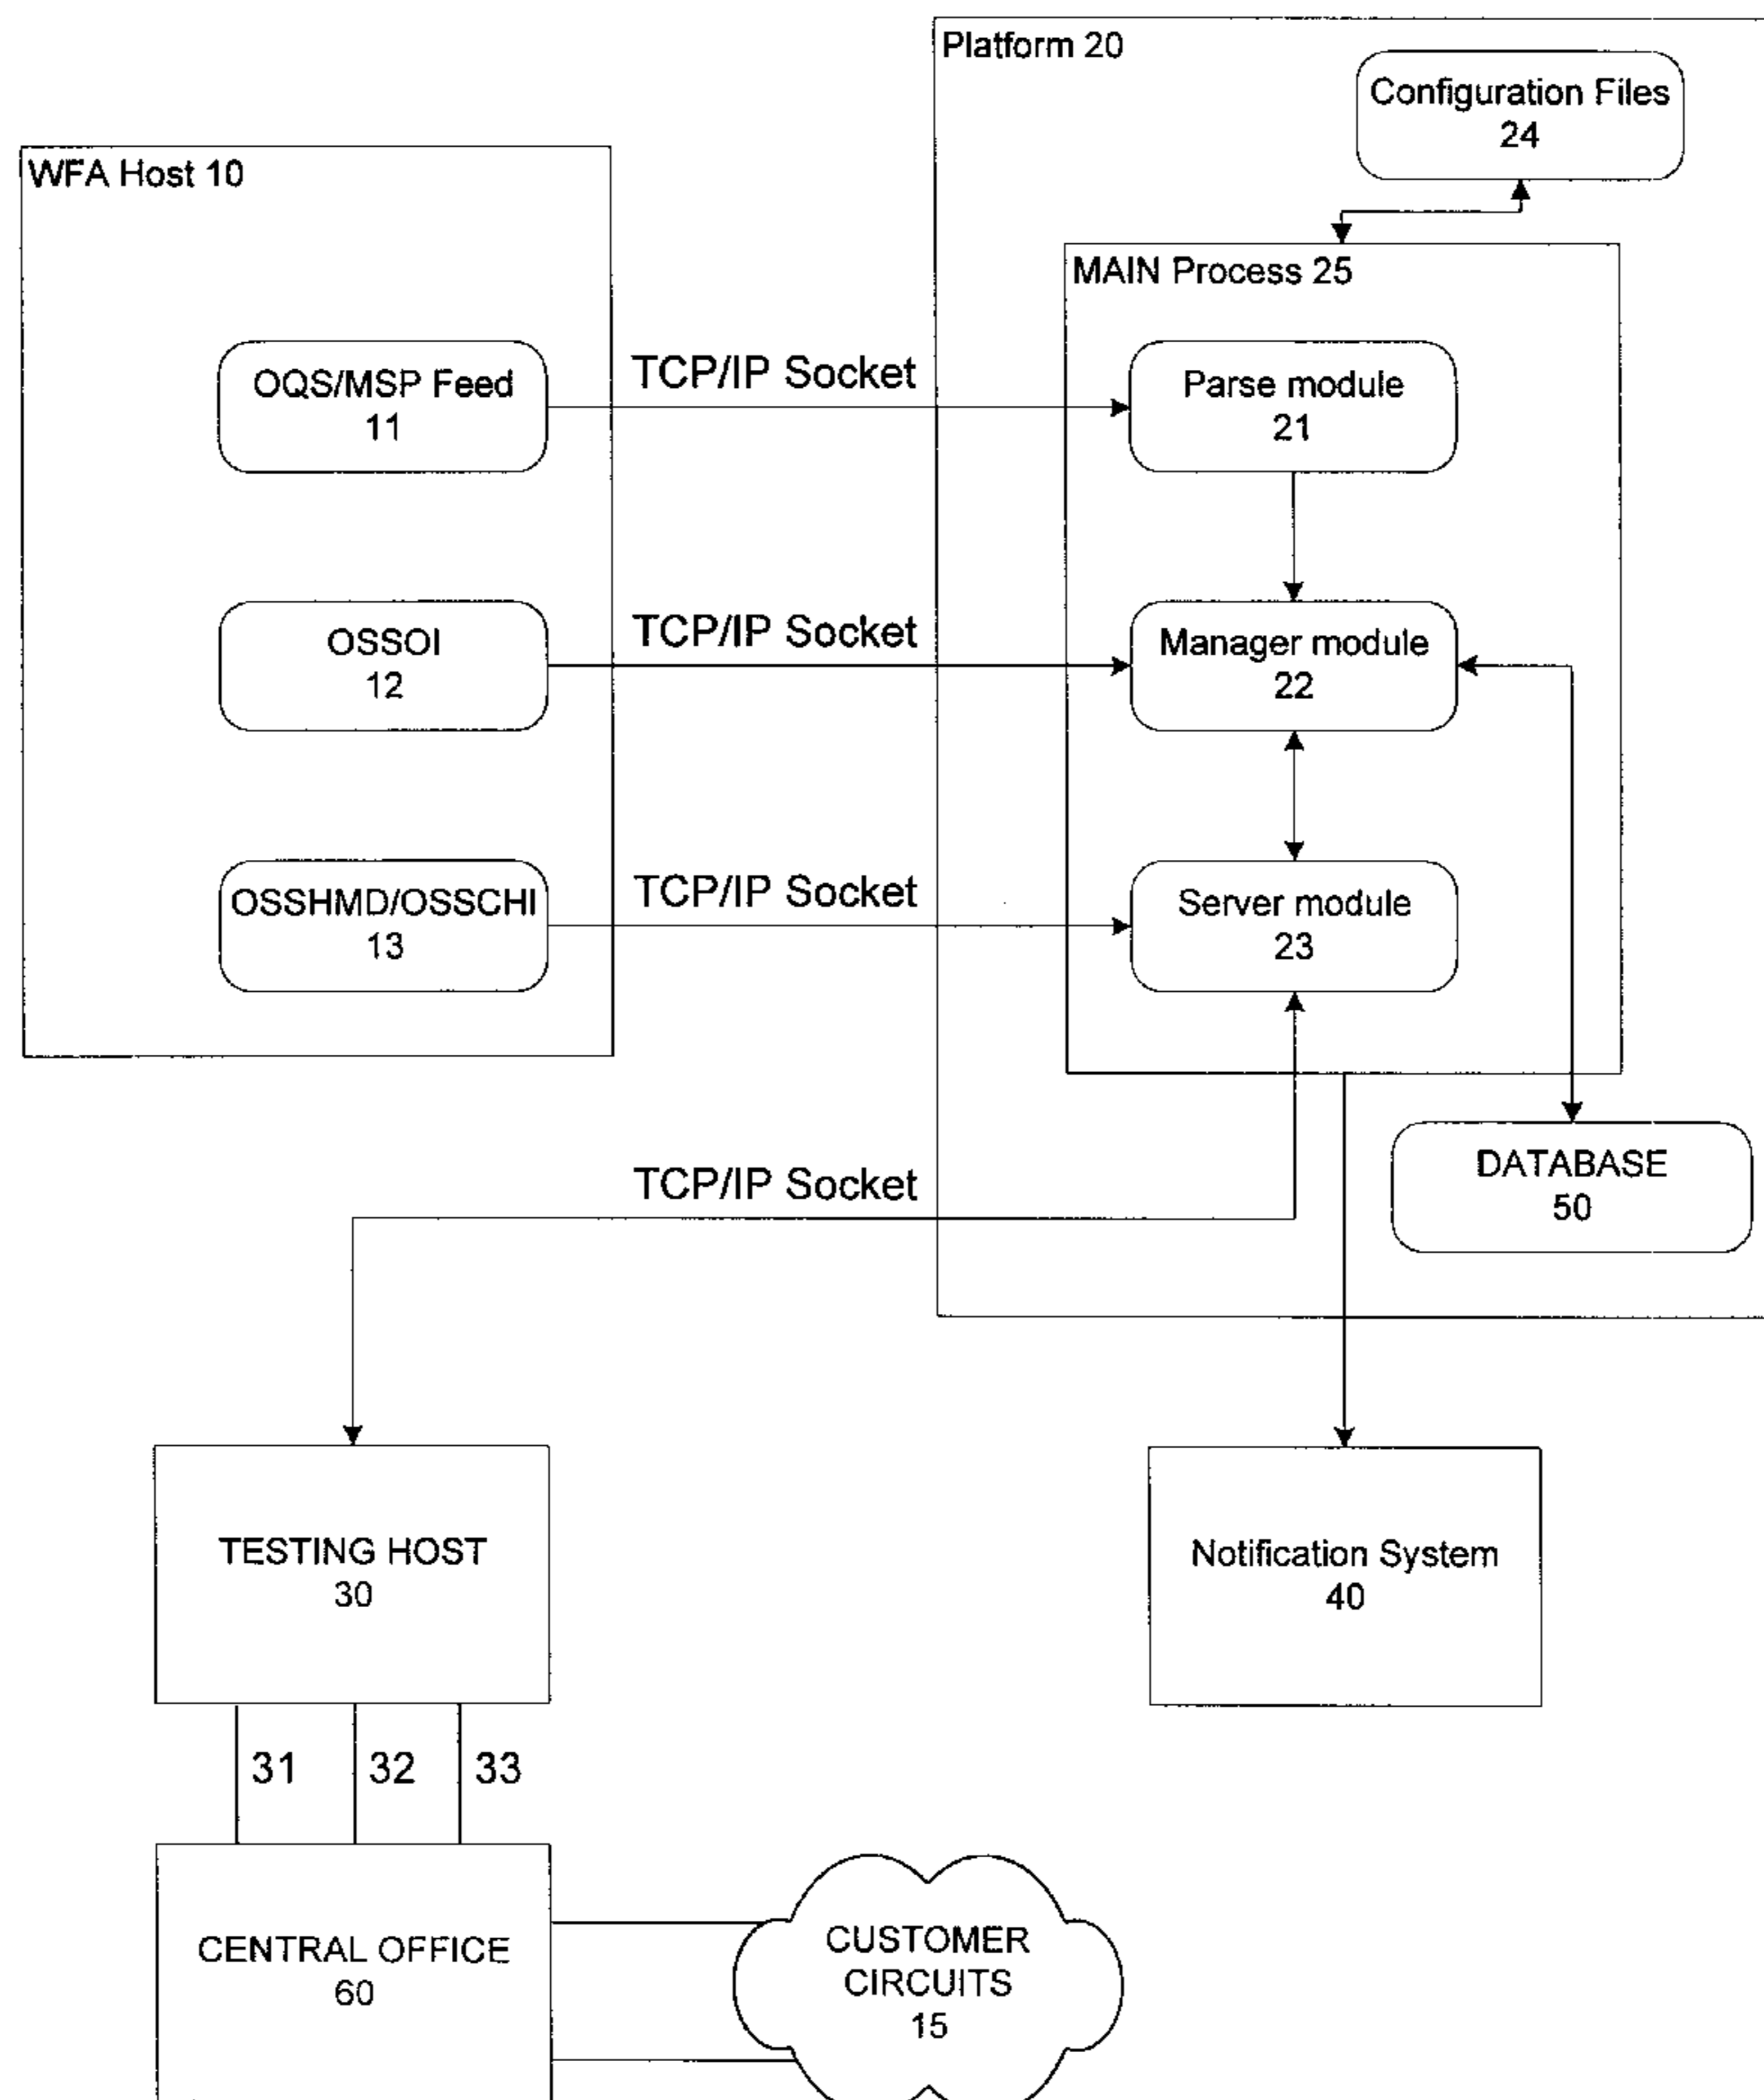 Platform 20
Configuration Files
24
WFA Host 10
MAIN Process 25
OQS/MSP Feed
11
TCP/IP Socket
Parse module
21
OSSOI
12
TCP/IP Socket
Manager module
22
OSSHMD/OSSCHI
13
TCP/IP Socket
Server module
23
TCP/IP Socket
DATABASE
50
TESTING HOST
30
Notification System
40
31
32
33
CENTRAL OFFICE
60
CUSTOMER
CIRCUITS
15